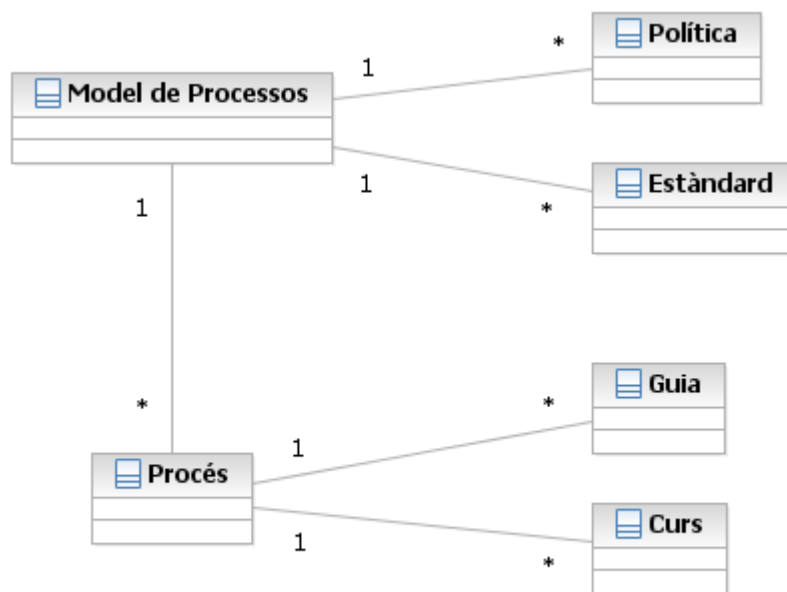 Política
*
1
Model de Processos
1
Estàndard
*
1
*
Guia
*
1
Procés
1
Curs
*